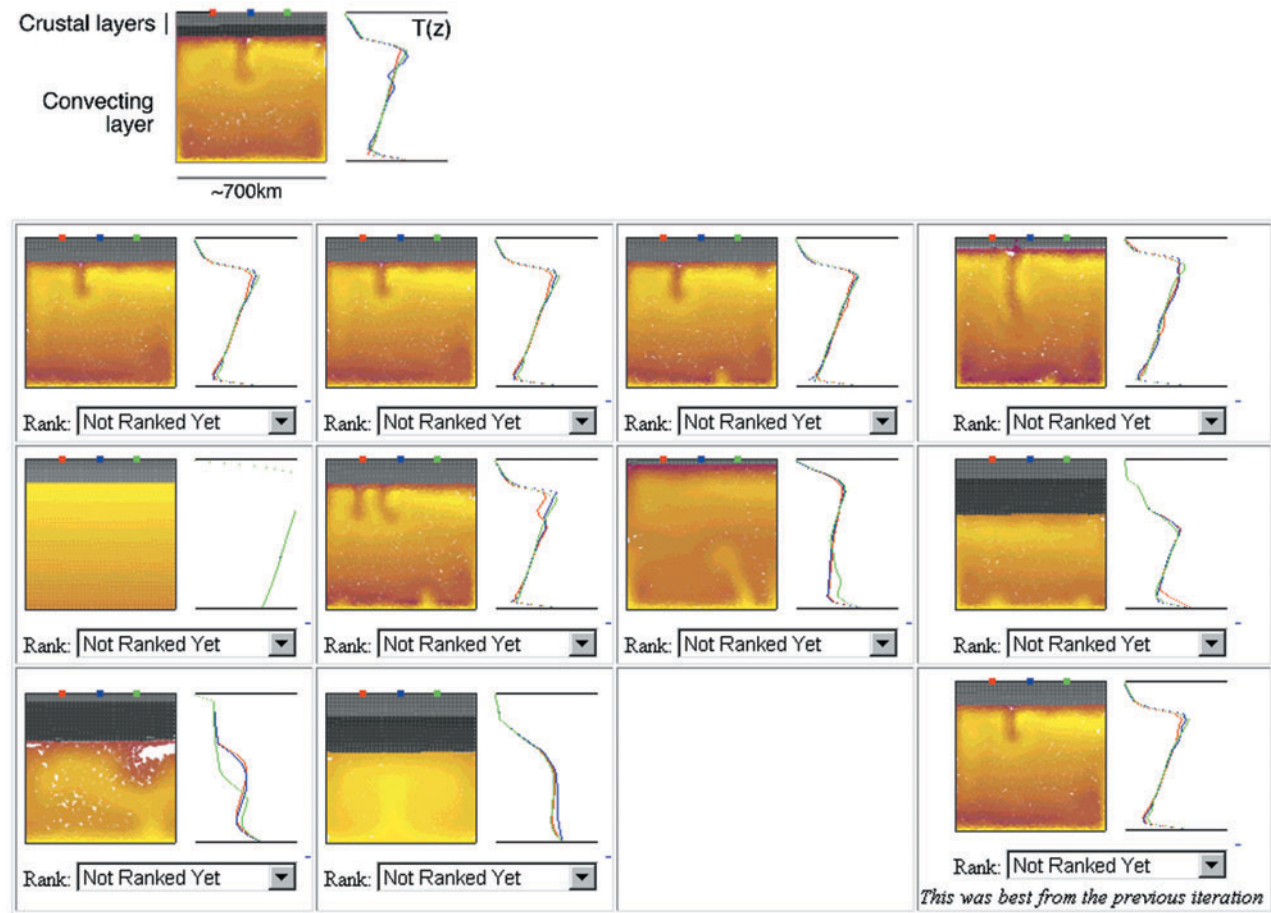 Crustal layers
T(z)
Convecting
layer
~700km
Rank: Not Ranked Yet
Rank: Not Ranked Yet
Rank: Not Ranked Yet
Rank: Not Ranked Yet
Rank: Not Ranked Yet
Rank: Not Ranked Yet
Rank: Not Ranked Yet
Rank: Not Ranked Yet
Rank: Not Ranked Yet
Rank: Not Ranked Yet
Rank: Not Ranked Yet
This was best from the previous iteration